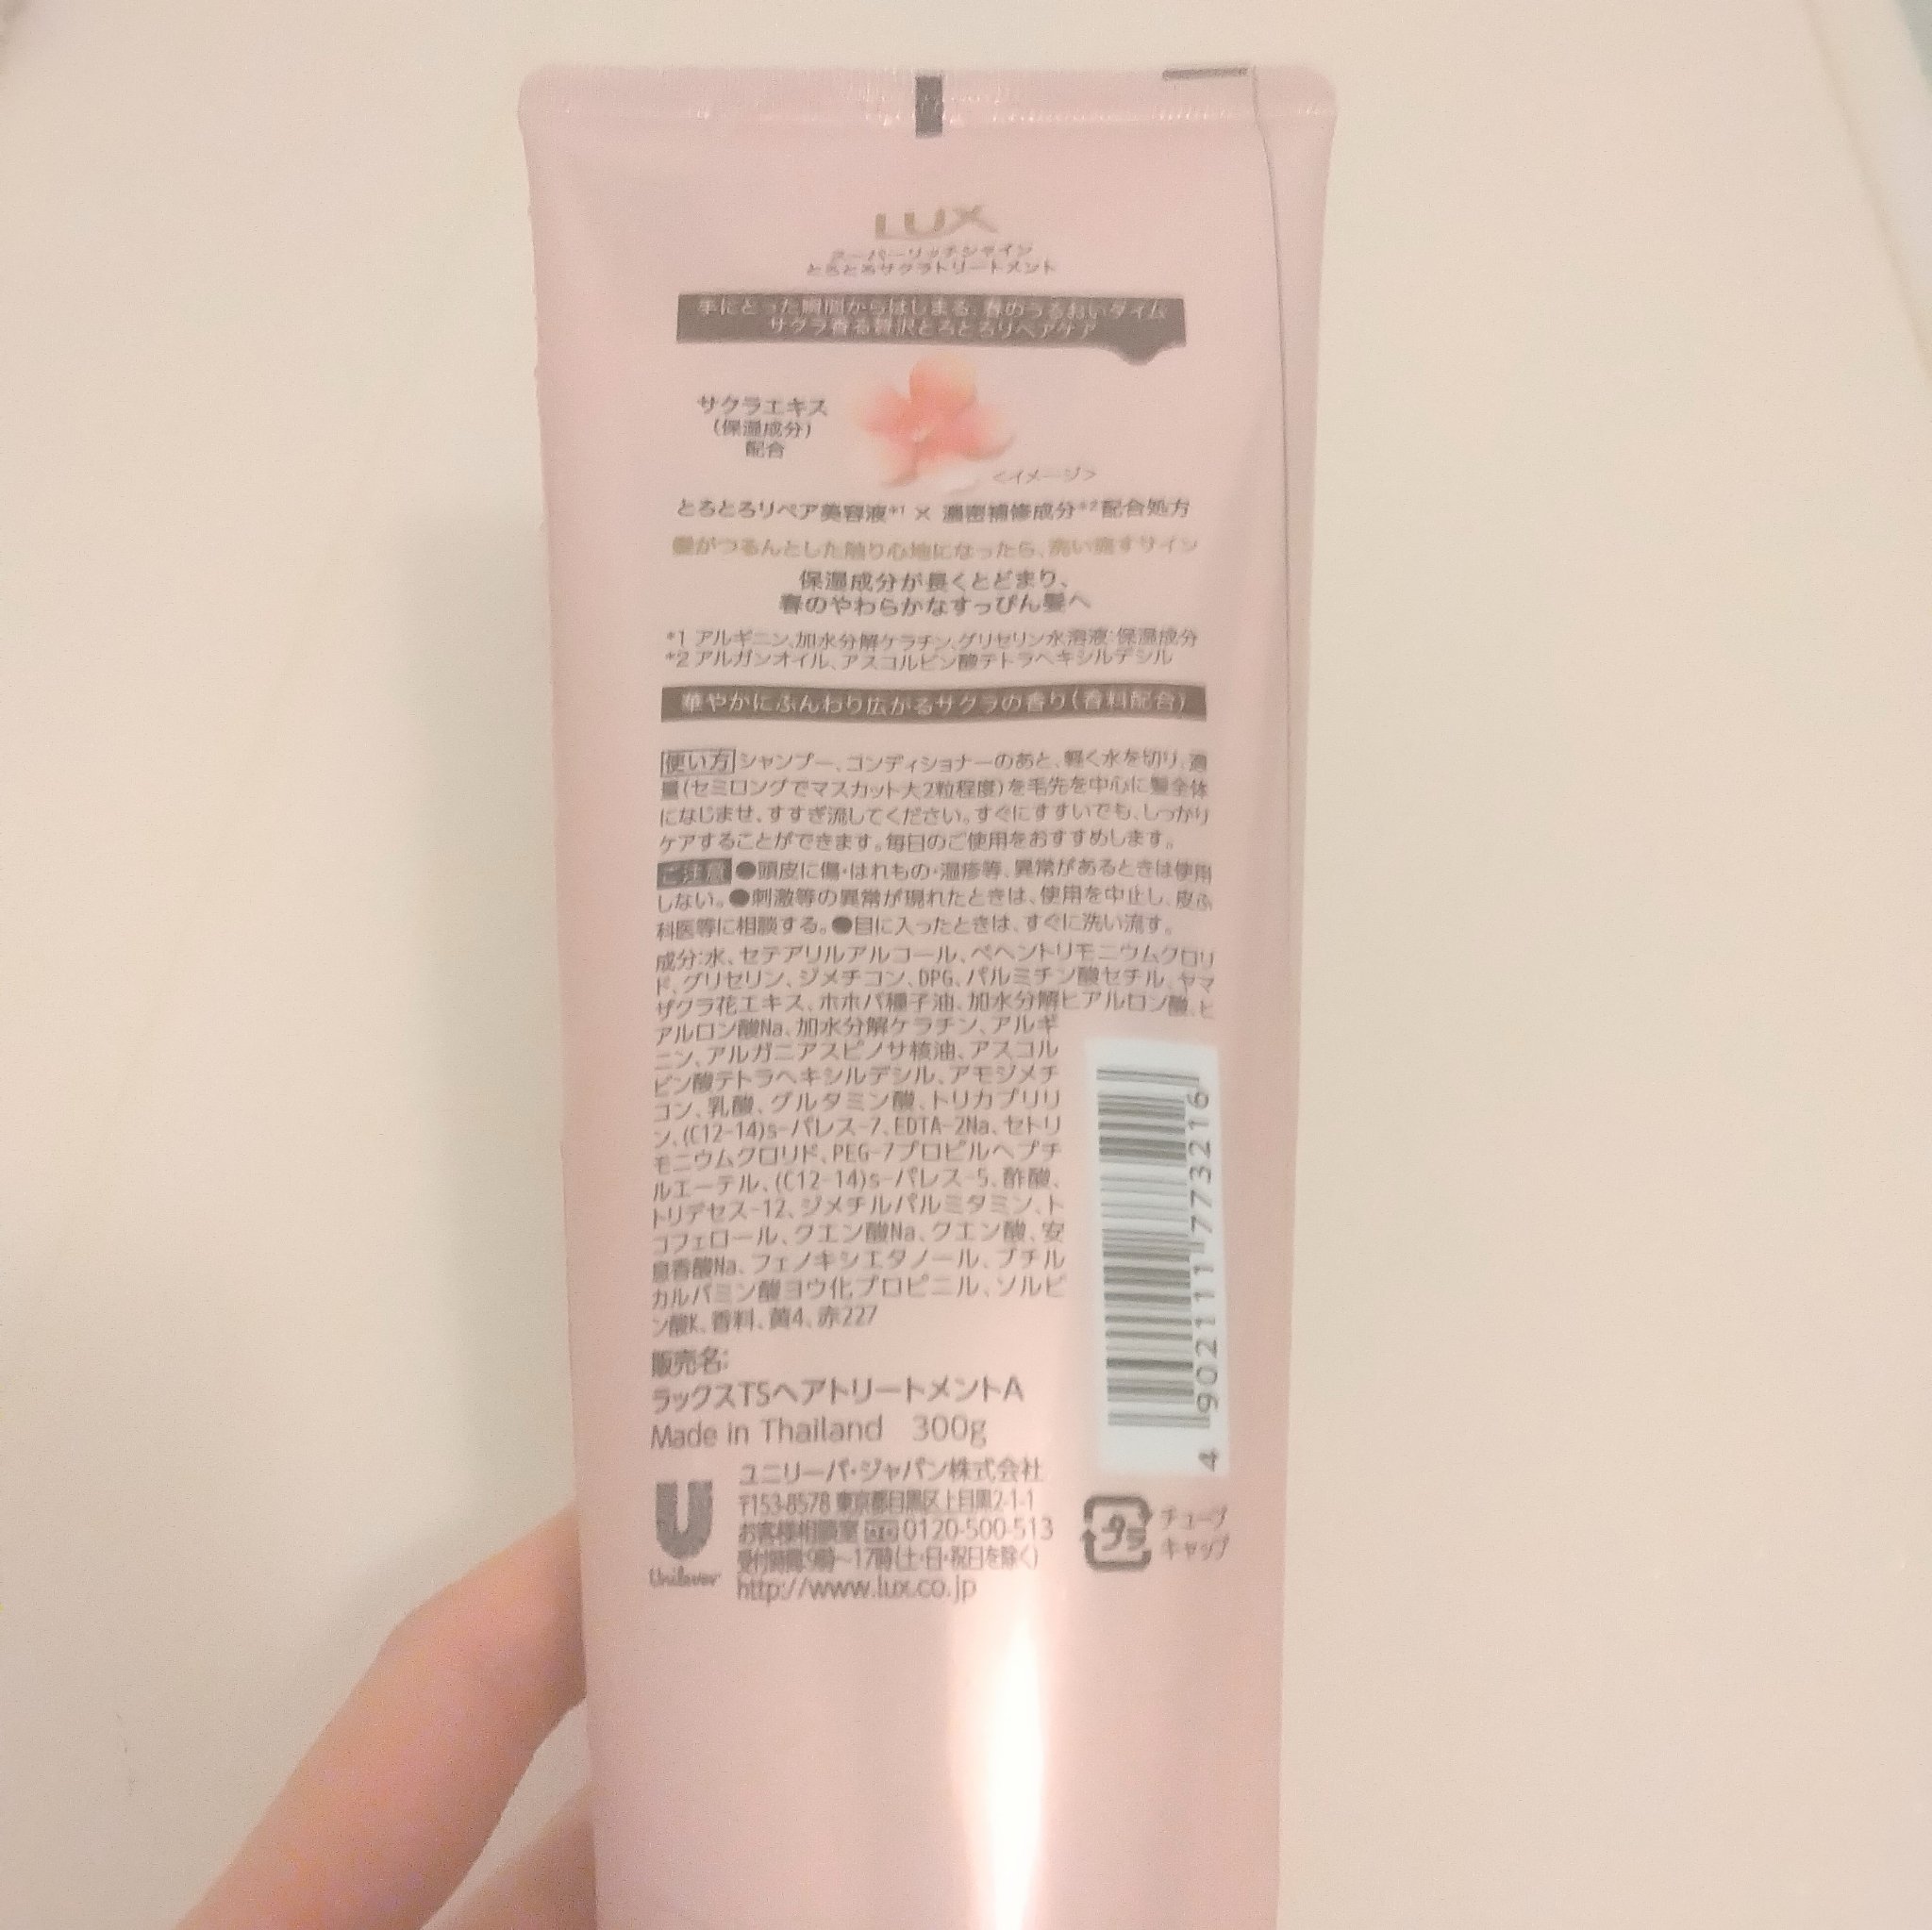 LUX
スーパーリッチシャイン
とろとろサクラトリートメント
手にとった瞬間からはじまる、春のうるおいタイム
サクラ香る贅沢とろとろリペアケア
サクラエキス
(保湿成分)
配合
<イメージ>
とろとろリペア美容液*1 × 濃密補修成分*2配合処方
髪がつるんとした触り心地になったら、洗い流すサイン
保湿成分が長くとどまり、
春のやわらかなすっぴん髪へ
*1 アルギニン、加水分解ケラチン、グリセリン水溶液:保湿成分
*2 アルガンオイル、アスコルビン酸テトラヘキシルデシル
華やかにふんわり広がるサクラの香り(香料配合)
使い方 シャンプー、コンディショナーのあと、軽く水を切り、適
量(セミロングでマスカット大2粒程度)を毛先を中心に髪全体
になじませ、すすぎ流してください。すぐにすすいでも、しっかり
ケアすることができます。毎日のご使用をおすすめします。
ご注意 ●頭皮に傷・はれもの・湿疹等、異常があるときは使用
しない。●刺激等の異常が現れたときは、使用を中止し、皮ふ
科医等に相談する。●目に入ったときは、すぐに洗い流す。
成分:水、セテアリルアルコール、ベヘントリモニウムクロリ
ド、グリセリン、ジメチコン、DPG、パルミチン酸セチル、ヤマ
ザクラ花エキス、ホホバ種子油、加水分解ヒアルロン酸、ヒ
アルロン酸Na、加水分解ケラチン、アルギ
ニン、アルガニアスピノサ核油、アスコル
ビン酸テトラヘキシルデシル、アモジメチ
コン、乳酸、グルタミン酸、トリカプリリ
ン、(C12-14)s-パレス-7、EDTA-2Na、セトリ
モニウムクロリド、PEG-7プロピルヘプチ
ルエーテル、(C12-14)s-パレス-5、酢酸、
トリデセス-12、ジメチルパルミタミン、ト
コフェロール、クエン酸Na、クエン酸、安
息香酸Na、フェノキシエタノール、ブチル
カルバミン酸ヨウ化プロピニル、ソルビ
ン酸K、香料、黄4、赤227
販売名:
ラックスTSヘアトリートメントA
Made in Thailand 300g
ユニリーバ・ジャパン株式会社
〒153-8578 東京都目黒区上目黒2-1-1
お客様相談室 0120-500-513
受付時間:9時〜17時(土・日・祝日を除く)
http://www.lux.co.jp
Unilever
4 902111 773216
プラ
チューブ
キャップ